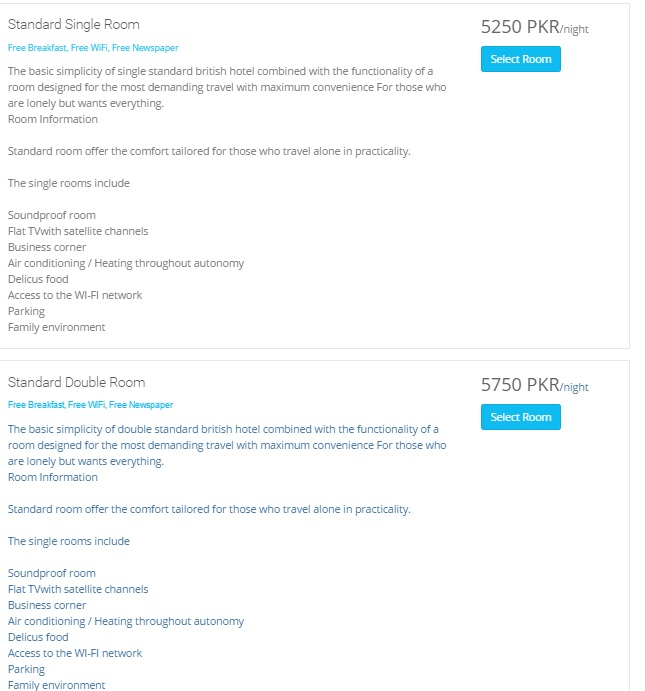 Standard Single Room
5250 PKR/night
Free Breakfast, Free WiFi, Free Newspaper
Select Room
The basic simplicity of single standard british hotel combined with the functionality of a
room designed for the most demanding travel with maximum convenience For those who
are lonely but wants everything.
Room Information
Standard room offer the comfort tailored for those who travel alone in practicality.
The single rooms include
Soundproof room
Flat TVwith satellite channels
Business corner
Air conditioning / Heating throughout autonomy
Delicus food
Access to the WI-FI network
Parking
Family environment
Standard Double Room
5750 PKR/night
Free Breakfast, Free WiFi, Free Newspaper
Select Room
The basic simplicity of double standard british hotel combined with the functionality of a
room designed for the most demanding travel with maximum convenience For those who
are lonely but wants everything.
Room Information
Standard room offer the comfort tailored for those who travel alone in practicality.
The single rooms include
Soundproof room
Flat TVwith satellite channels
Business corner
Air conditioning / Heating throughout autonomy
Delicus food
Access to the WI-FI network
Parking
Family environment